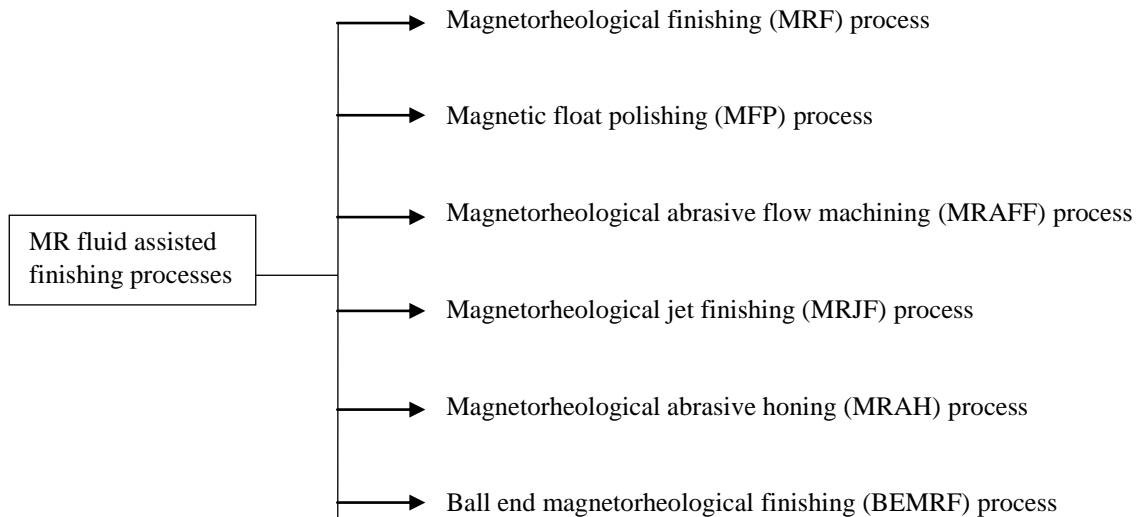 Magnetorheological finishing (MRF) process
Magnetic float polishing (MFP) process
Magnetorheological abrasive flow machining (MRAFF) process
MR fluid assisted
finishing processes
Magnetorheological jet finishing (MRJF) process
Magnetorheological abrasive honing (MRAH) process
Ball end magnetorheological finishing (BEMRF) process